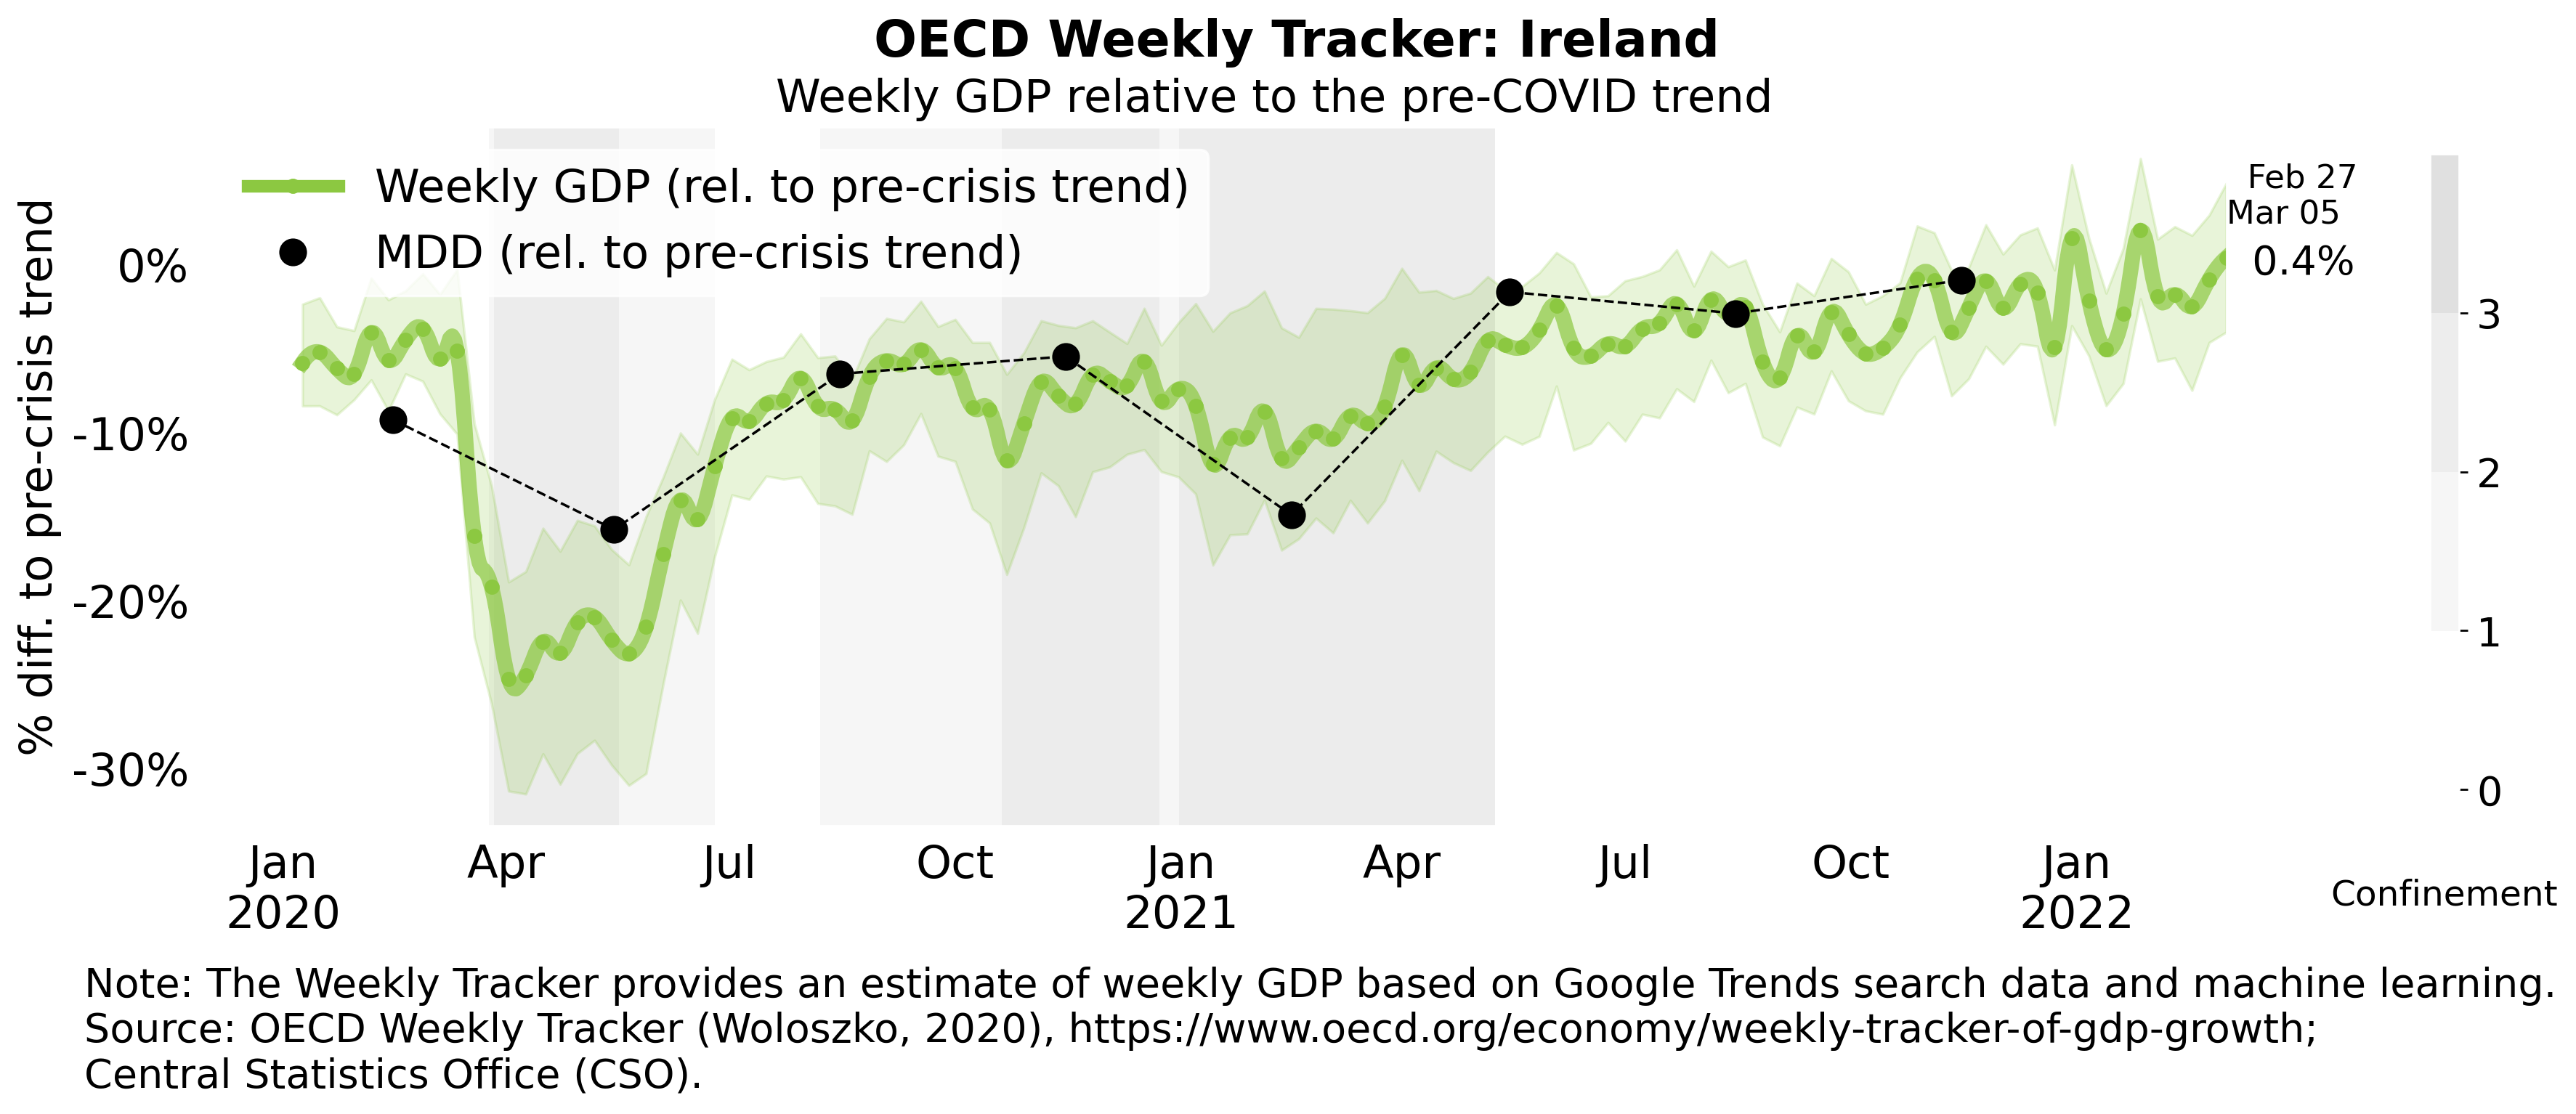 OECD Weekly Tracker: Ireland
Weekly GDP relative to the pre-COVID trend
Weekly GDP (rel. to pre-crisis trend)
MDD (rel. to pre-crisis trend)
% diff. to pre-crisis trend
0%
-10%
-20%
-30%
Feb 27
Mar 05
0.4%
3
2
1
0
Jan Apr Jul Oct Jan Apr Jul Oct Jan
2020 2021 2022
Confinement
Note: The Weekly Tracker provides an estimate of weekly GDP based on Google Trends search data and machine learning.
Source: OECD Weekly Tracker (Woloszko, 2020), https://www.oecd.org/economy/weekly-tracker-of-gdp-growth;
Central Statistics Office (CSO).